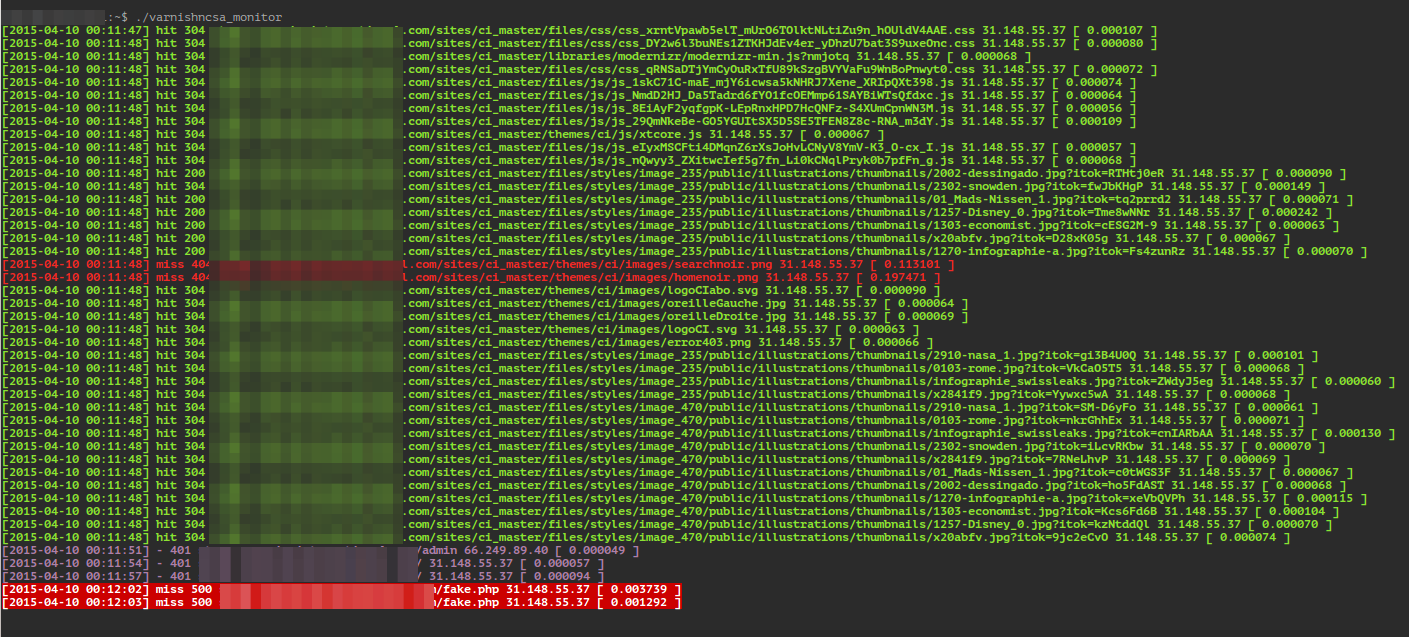 :~$ ./varnishncsa_monitor
[2015-04-10 00:11:47] hit 304 .com/sites/ci_master/files/css/css_xrntVpawb5elT_mUrO6TOlktNLtiZu9n_hOUldV4AAE.css 31.148.55.37 [ 0.000107 ]
[2015-04-10 00:11:48] hit 304 .com/sites/ci_master/files/css/css_DY2w6l3buNEs1ZTKHJdEv4er_yDhzU7bat3S9uxeOnc.css 31.148.55.37 [ 0.000080 ]
[2015-04-10 00:11:48] hit 304 .com/sites/ci_master/libraries/modernizr/modernizr-min.js?nmjotq 31.148.55.37 [ 0.000068 ]
[2015-04-10 00:11:48] hit 304 .com/sites/ci_master/files/css/css_qRNSaDTjYmCyOuRxTfU89kSzgBVYVaFu9WnBoPnwyt0.css 31.148.55.37 [ 0.000072 ]
[2015-04-10 00:11:48] hit 304 .com/sites/ci_master/files/js/js_1skC71C-maE_mjY6icwsa5kNHRJ7Xene_XRIpQXt398.js 31.148.55.37 [ 0.000074 ]
[2015-04-10 00:11:48] hit 304 .com/sites/ci_master/files/js/js_NmdD2HJ_Da5Tadrd6fYO1fcOEMmp61SAYBiWTsQfdxc.js 31.148.55.37 [ 0.000064 ]
[2015-04-10 00:11:48] hit 304 .com/sites/ci_master/files/js/js_8EiAyF2yqfgpK-LEpRnxHPD7HcQNFz-S4XUmCpnWN3M.js 31.148.55.37 [ 0.000056 ]
[2015-04-10 00:11:48] hit 304 .com/sites/ci_master/files/js/js_29QmNkeBe-GO5YGUItSX5D5SE5TFEN8Z8c-RNA_m3dY.js 31.148.55.37 [ 0.000109 ]
[2015-04-10 00:11:48] hit 304 .com/sites/ci_master/themes/ci/js/xtcore.js 31.148.55.37 [ 0.000067 ]
[2015-04-10 00:11:48] hit 304 .com/sites/ci_master/files/js/js_eIyxMSCFti4DMqnZ6rXsJoHvLCNyV8YmV-K3_O-cx_I.js 31.148.55.37 [ 0.000057 ]
[2015-04-10 00:11:48] hit 304 .com/sites/ci_master/files/js/js_nQwyy3_ZXitwcIef5g7fn_Li0kCNqlPryk0b7pfFn_g.js 31.148.55.37 [ 0.000068 ]
[2015-04-10 00:11:48] hit 200 .com/sites/ci_master/files/styles/image_235/public/illustrations/thumbnails/2002-dessingado.jpg?itok=RTHtj0eR 31.148.55.37 [ 0.000090 ]
[2015-04-10 00:11:48] hit 304 .com/sites/ci_master/files/styles/image_235/public/illustrations/thumbnails/2302-snowden.jpg?itok=fwJbKHgP 31.148.55.37 [ 0.000149 ]
[2015-04-10 00:11:48] hit 200 .com/sites/ci_master/files/styles/image_235/public/illustrations/thumbnails/01_Mads-Nissen_1.jpg?itok=tq2prrd2 31.148.55.37 [ 0.000071 ]
[2015-04-10 00:11:48] hit 200 .com/sites/ci_master/files/styles/image_235/public/illustrations/thumbnails/1257-Disney_0.jpg?itok=Tme8wNNr 31.148.55.37 [ 0.000242 ]
[2015-04-10 00:11:48] hit 200 .com/sites/ci_master/files/styles/image_235/public/illustrations/thumbnails/1303-economist.jpg?itok=cESG2M-9 31.148.55.37 [ 0.000063 ]
[2015-04-10 00:11:48] hit 200 .com/sites/ci_master/files/styles/image_235/public/illustrations/thumbnails/x20abfv.jpg?itok=D28xK05g 31.148.55.37 [ 0.000067 ]
[2015-04-10 00:11:48] hit 200 .com/sites/ci_master/files/styles/image_235/public/illustrations/thumbnails/1270-infographie-a.jpg?itok=Fs4zunRz 31.148.55.37 [ 0.000070 ]
[2015-04-10 00:11:48] miss 404 l.com/sites/ci_master/themes/ci/images/searchnoir.png 31.148.55.37 [ 0.113101 ]
[2015-04-10 00:11:48] miss 404 l.com/sites/ci_master/themes/ci/images/homenoir.png 31.148.55.37 [ 0.197471 ]
[2015-04-10 00:11:48] hit 304 .com/sites/ci_master/themes/ci/images/logoCIabo.svg 31.148.55.37 [ 0.000090 ]
[2015-04-10 00:11:48] hit 304 .com/sites/ci_master/themes/ci/images/oreilleGauche.jpg 31.148.55.37 [ 0.000064 ]
[2015-04-10 00:11:48] hit 304 .com/sites/ci_master/themes/ci/images/oreilleDroite.jpg 31.148.55.37 [ 0.000069 ]
[2015-04-10 00:11:48] hit 304 .com/sites/ci_master/themes/ci/images/logoCI.svg 31.148.55.37 [ 0.000063 ]
[2015-04-10 00:11:48] hit 304 .com/sites/ci_master/themes/ci/images/error403.png 31.148.55.37 [ 0.000066 ]
[2015-04-10 00:11:48] hit 304 .com/sites/ci_master/files/styles/image_235/public/illustrations/thumbnails/2910-nasa_1.jpg?itok=gi3B4U0Q 31.148.55.37 [ 0.000101 ]
[2015-04-10 00:11:48] hit 304 .com/sites/ci_master/files/styles/image_235/public/illustrations/thumbnails/0103-rome.jpg?itok=VkCaO5T5 31.148.55.37 [ 0.000068 ]
[2015-04-10 00:11:48] hit 304 .com/sites/ci_master/files/styles/image_235/public/illustrations/thumbnails/infographie_swissleaks.jpg?itok=ZWdyJ5eg 31.148.55.37 [ 0.000060 ]
[2015-04-10 00:11:48] hit 304 .com/sites/ci_master/files/styles/image_235/public/illustrations/thumbnails/x2841f9.jpg?itok=Yywxc5wA 31.148.55.37 [ 0.000068 ]
[2015-04-10 00:11:48] hit 304 .com/sites/ci_master/files/styles/image_470/public/illustrations/thumbnails/2910-nasa_1.jpg?itok=SM-D6yFo 31.148.55.37 [ 0.000061 ]
[2015-04-10 00:11:48] hit 304 .com/sites/ci_master/files/styles/image_470/public/illustrations/thumbnails/0103-rome.jpg?itok=nkrGhhEx 31.148.55.37 [ 0.000071 ]
[2015-04-10 00:11:48] hit 304 .com/sites/ci_master/files/styles/image_470/public/illustrations/thumbnails/infographie_swissleaks.jpg?itok=cnIARbAA 31.148.55.37 [ 0.000130 ]
[2015-04-10 00:11:48] hit 304 .com/sites/ci_master/files/styles/image_470/public/illustrations/thumbnails/2302-snowden.jpg?itok=iLcvRKbw 31.148.55.37 [ 0.000070 ]
[2015-04-10 00:11:48] hit 304 .com/sites/ci_master/files/styles/image_470/public/illustrations/thumbnails/x2841f9.jpg?itok=7RNeLhvP 31.148.55.37 [ 0.000069 ]
[2015-04-10 00:11:48] hit 304 .com/sites/ci_master/files/styles/image_470/public/illustrations/thumbnails/01_Mads-Nissen_1.jpg?itok=c0tWGS3F 31.148.55.37 [ 0.000067 ]
[2015-04-10 00:11:48] hit 304 .com/sites/ci_master/files/styles/image_470/public/illustrations/thumbnails/2002-dessingado.jpg?itok=ho5FdAST 31.148.55.37 [ 0.000068 ]
[2015-04-10 00:11:48] hit 304 .com/sites/ci_master/files/styles/image_470/public/illustrations/thumbnails/1270-infographie-a.jpg?itok=xeVbQVPh 31.148.55.37 [ 0.000115 ]
[2015-04-10 00:11:48] hit 304 .com/sites/ci_master/files/styles/image_470/public/illustrations/thumbnails/1303-economist.jpg?itok=Kcs6Fd6B 31.148.55.37 [ 0.000104 ]
[2015-04-10 00:11:48] hit 304 .com/sites/ci_master/files/styles/image_470/public/illustrations/thumbnails/1257-Disney_0.jpg?itok=kzNtddQl 31.148.55.37 [ 0.000070 ]
[2015-04-10 00:11:48] hit 304 .com/sites/ci_master/files/styles/image_470/public/illustrations/thumbnails/x20abfv.jpg?itok=9jc2eCvO 31.148.55.37 [ 0.000074 ]
[2015-04-10 00:11:51] - 401 /admin 66.249.89.40 [ 0.000049 ]
[2015-04-10 00:11:54] - 401 / 31.148.55.37 [ 0.000057 ]
[2015-04-10 00:11:57] - 401 / 31.148.55.37 [ 0.000094 ]
[2015-04-10 00:12:02] miss 500 /fake.php 31.148.55.37 [ 0.003739 ]
[2015-04-10 00:12:03] miss 500 /fake.php 31.148.55.37 [ 0.001292 ]